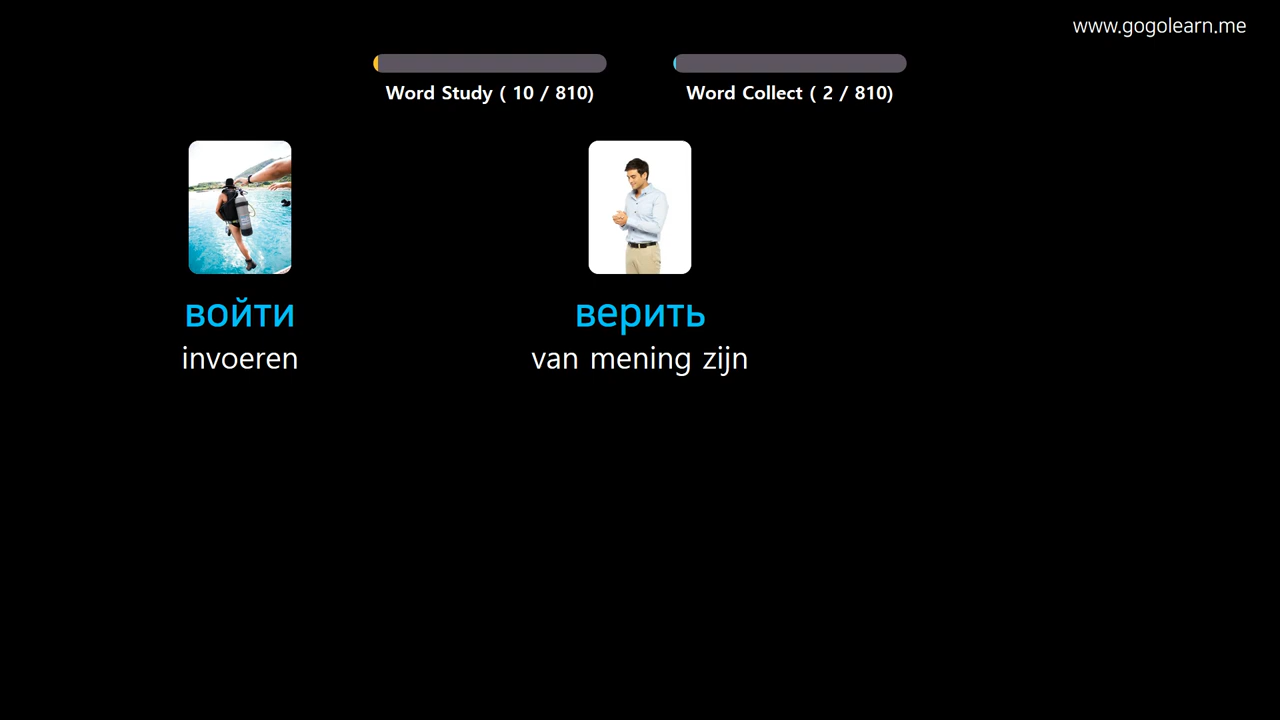 www.gogolearn.me
Word Study ( 10 / 810)
Word Collect ( 2 / 810)
войти
invoeren
верить
van mening zijn